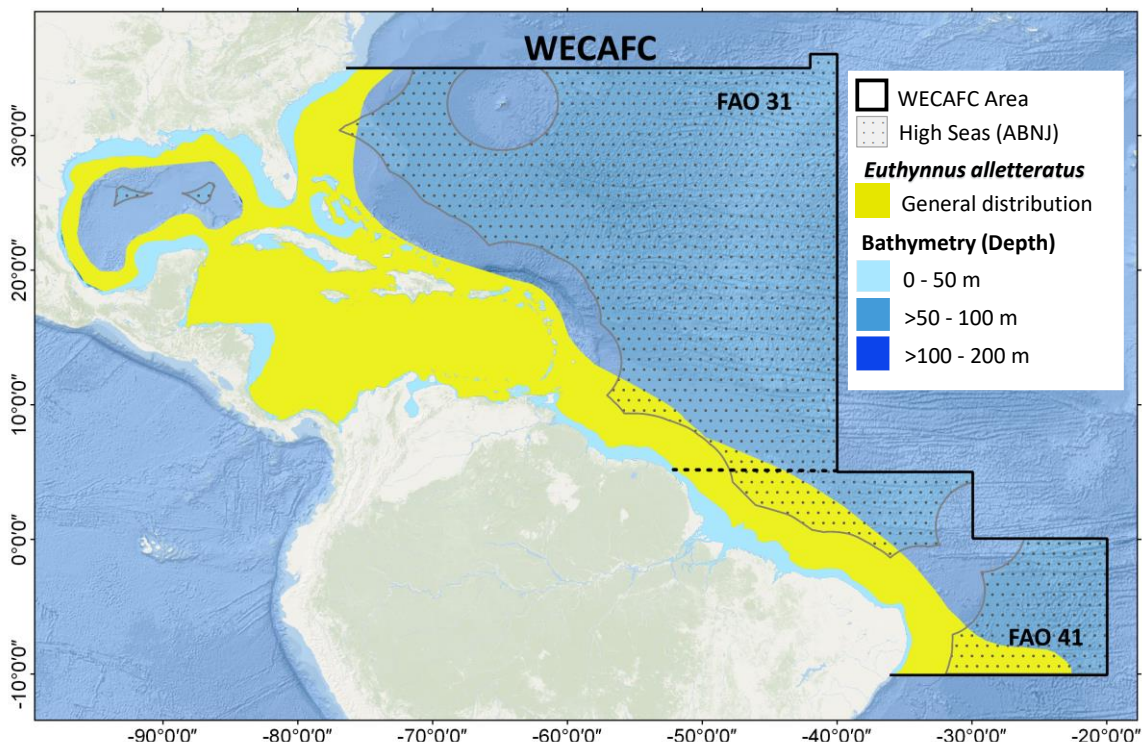 WECAFC
FAO 31
WECAFC Area
High Seas (ABNJ)
Euthynnus alletteratus
General distribution
Bathymetry (Depth)
0 - 50 m
>50 - 100 m
>100 - 200 m
FAO 41
30°0'0"
20°0'0"
10°0'0"
0°0'0"
-10°0'0"
-90°0'0"
-80°0'0"
-70°0'0"
-60°0'0"
-50°0'0"
-40°0'0"
-30°0'0"
-20°0'0"